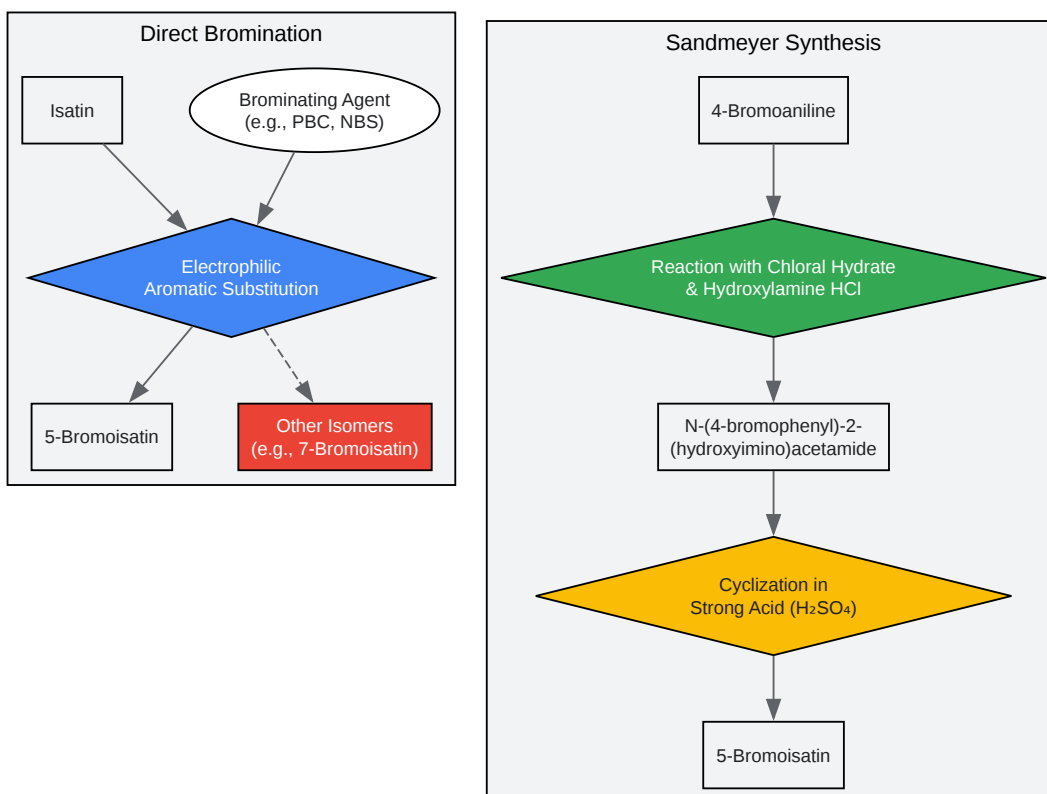 Direct Bromination
Isatin
Brominating Agent
(e.g., PBC, NBS)
Electrophilic
Aromatic Substitution
5-Bromoisatin
Other Isomers
(e.g., 7-Bromoisatin)
Sandmeyer Synthesis
4-Bromoaniline
Reaction with Chloral Hydrate
& Hydroxylamine HCl
N-(4-bromophenyl)-2-
(hydroxyimino)acetamide
Cyclization in
Strong Acid (H₂SO₄)
5-Bromoisatin